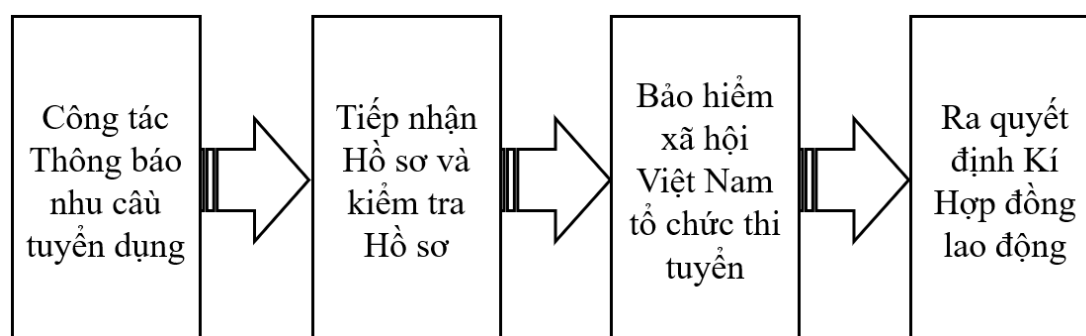 Công tác
Thông báo
nhu câù
tuyển dụng
Tiếp nhận
Hồ sơ và
kiểm tra
Hồ sơ
Bảo hiểm
xã hội
Việt Nam
tổ chức thi
tuyển
Ra quyết
định Kí
Hợp đồng
lao động